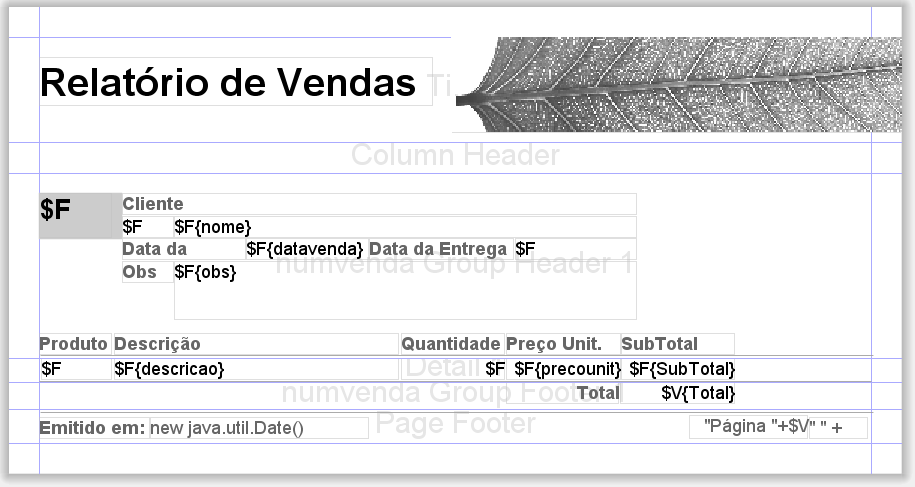 Relatório de Vendas Ti
Column Header
$F Cliente
$F $F{nome}
Data da $F{datavenda} Data da Entrega $F
numvenda Group Header 1
Obs $F{obs}
Produto Descrição Quantidade Preço Unit. SubTotal
$F $F{descricao} $F $F{precounit} $F{SubTotal}
Detail
numvenda Group Footer
Total $V{Total}
Page Footer
Emitido em: new java.util.Date() "Página "+$V " " +